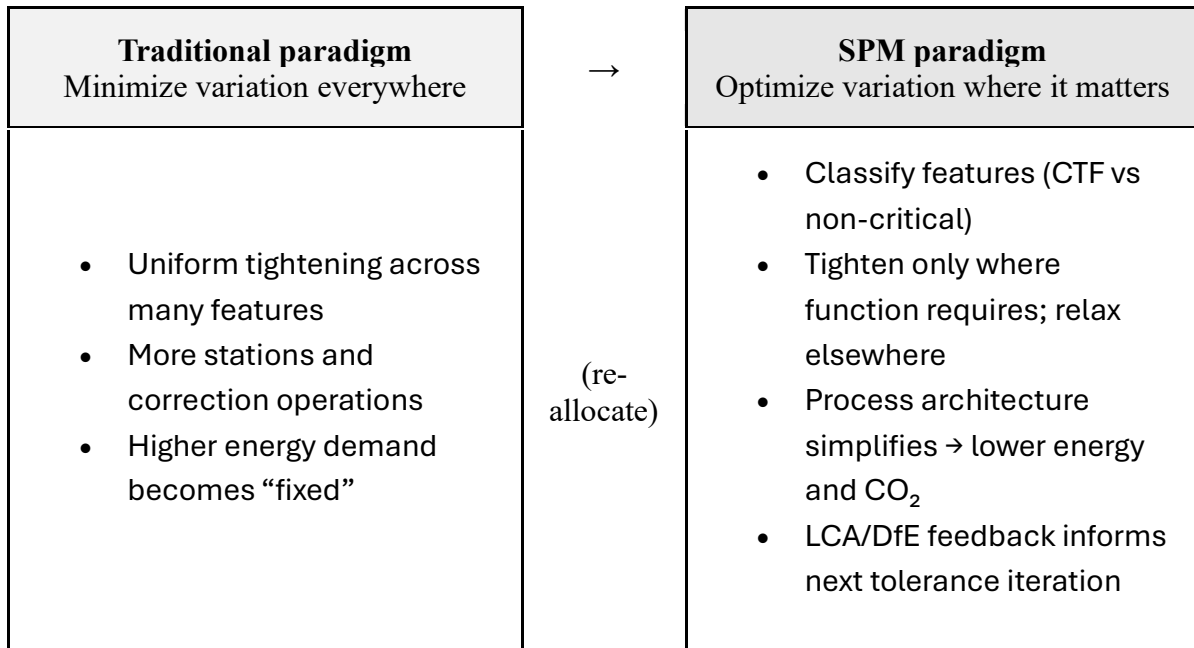 Traditional paradigm
Minimize variation everywhere
→
SPM paradigm
Optimize variation where it matters
• Uniform tightening across
many features
• More stations and
correction operations
• Higher energy demand
becomes “fixed”
(re-
allocate)
• Classify features (CTF vs
non-critical)
• Tighten only where
function requires; relax
elsewhere
• Process architecture
simplifies → lower energy
and CO₂
• LCA/DfE feedback informs
next tolerance iteration